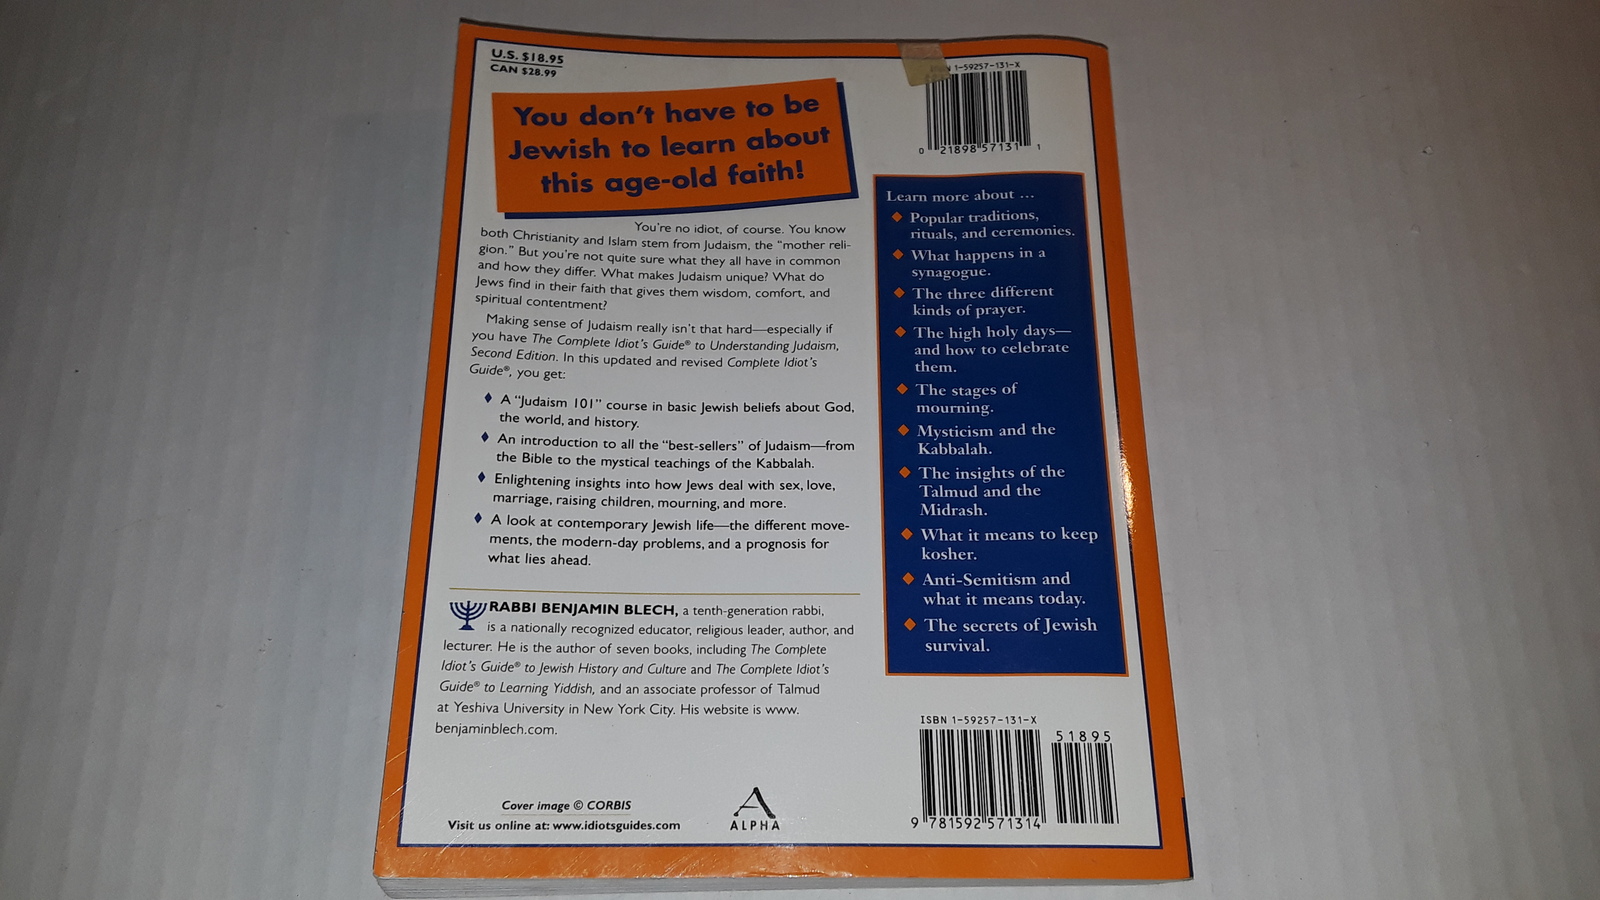 U.S. $18.95
CAN $28.99
You don't have to be
Jewish to learn about
this age-old faith!
You're no idiot, of course. You know
both Christianity and Islam stem from Judaism, the "mother reli-
gion." But you're not quite sure what they all have in common
and how they differ. What makes Judaism unique? What do
Jews find in their faith that gives them wisdom, comfort, and
spiritual contentment?
Making sense of Judaism really isn't that hard—especially if
you have The Complete Idiot's Guide® to Understanding Judaism,
Second Edition. In this updated and revised Complete Idiot's
Guide®, you get:
♦ A "Judaism 101" course in basic Jewish beliefs about God,
the world, and history.
♦ An introduction to all the "best-sellers" of Judaism—from
the Bible to the mystical teachings of the Kabbalah.
♦ Enlightening insights into how Jews deal with sex, love,
marriage, raising children, mourning, and more.
♦ A look at contemporary Jewish life—the different move-
ments, the modern-day problems, and a prognosis for
what lies ahead.
RABBI BENJAMIN BLECH, a tenth-generation rabbi,
is a nationally recognized educator, religious leader, author, and
lecturer. He is the author of seven books, including The Complete
Idiot's Guide® to Jewish History and Culture and The Complete Idiot's
Guide® to Learning Yiddish, and an associate professor of Talmud
at Yeshiva University in New York City. His website is www.
benjaminblech.com.
Cover image © CORBIS
Visit us online at: www.idiotsguides.com
ALPHA
1-59257-131-X
0 21898 57131 1
Learn more about ...
♦ Popular traditions,
rituals, and ceremonies.
♦ What happens in a
synagogue.
♦ The three different
kinds of prayer.
♦ The high holy days—
and how to celebrate
them.
♦ The stages of
mourning.
♦ Mysticism and the
Kabbalah.
♦ The insights of the
Talmud and the
Midrash.
♦ What it means to keep
kosher.
♦ Anti-Semitism and
what it means today.
♦ The secrets of Jewish
survival.
ISBN 1-59257-131-X
51895
9 781592 571314